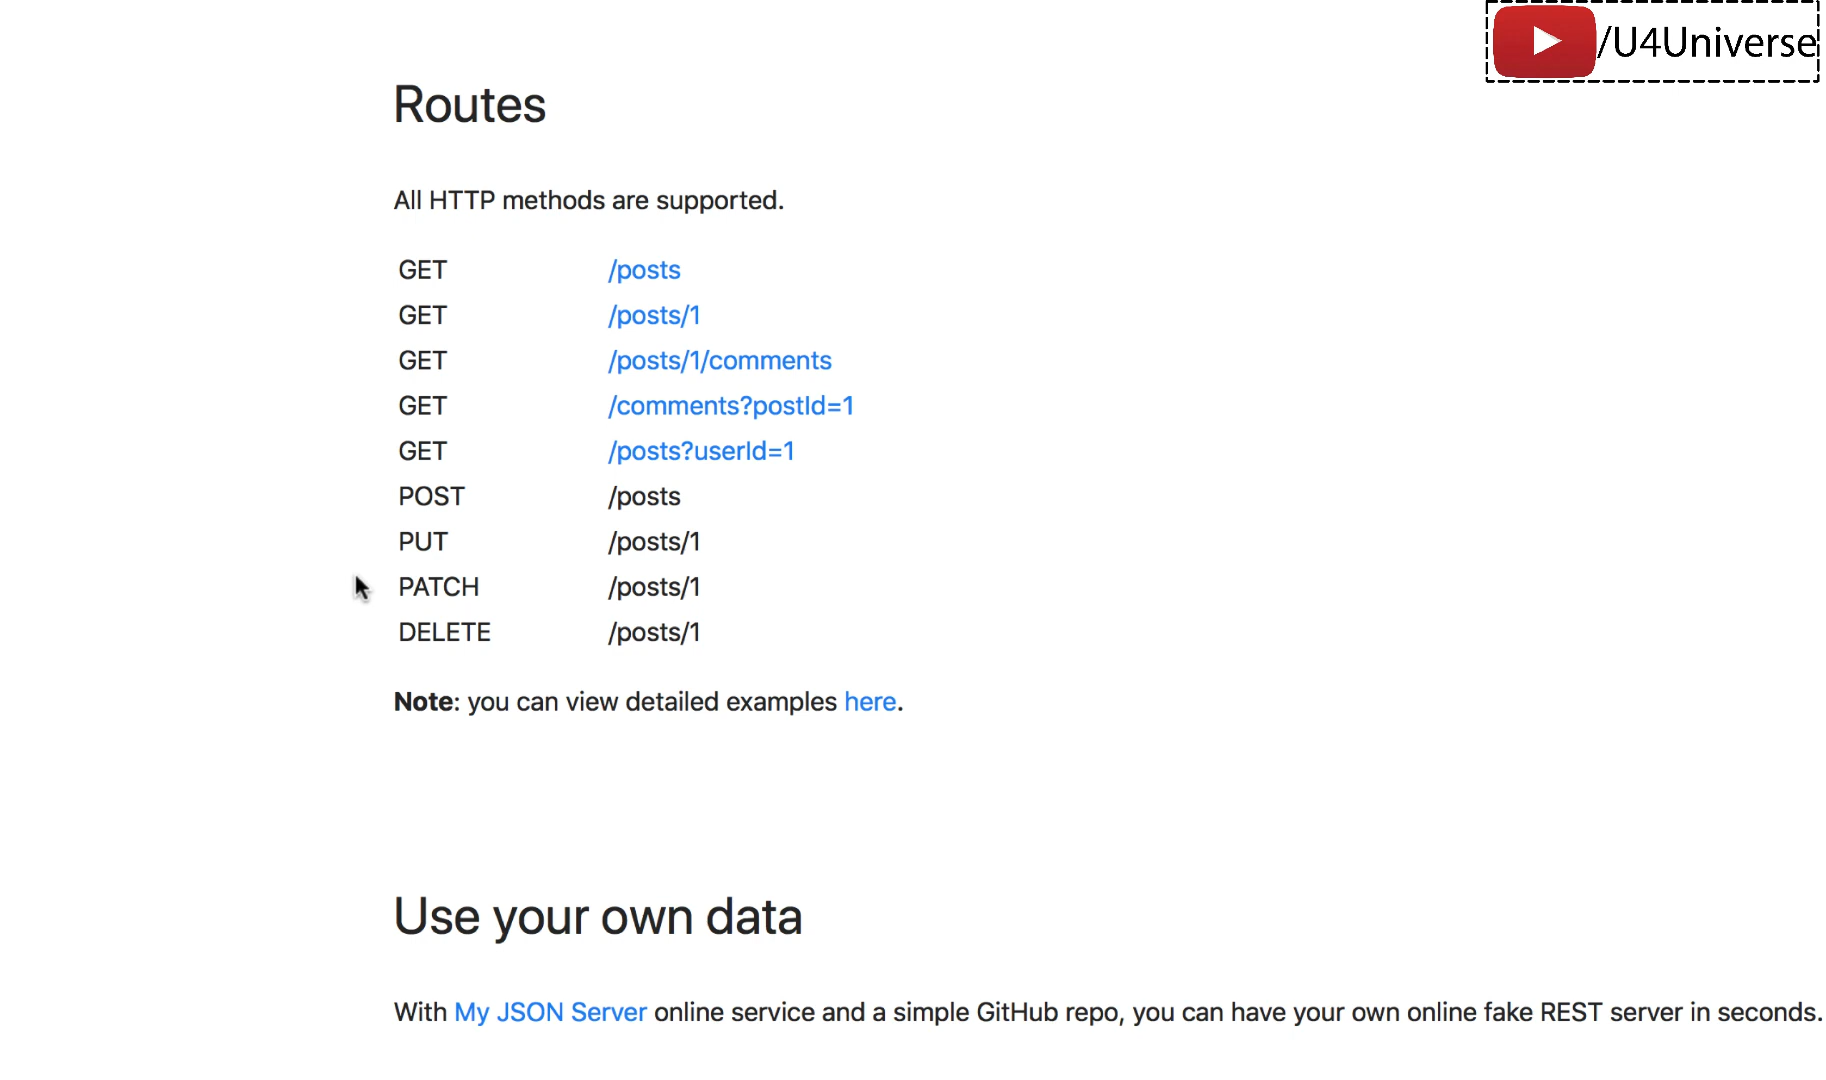 /U4Universe
Routes
All HTTP methods are supported.
GET /posts
GET /posts/1
GET /posts/1/comments
GET /comments?postId=1
GET /posts?userId=1
POST /posts
PUT /posts/1
PATCH /posts/1
DELETE /posts/1
Note: you can view detailed examples here.
Use your own data
With My JSON Server online service and a simple GitHub repo, you can have your own online fake REST server in seconds.